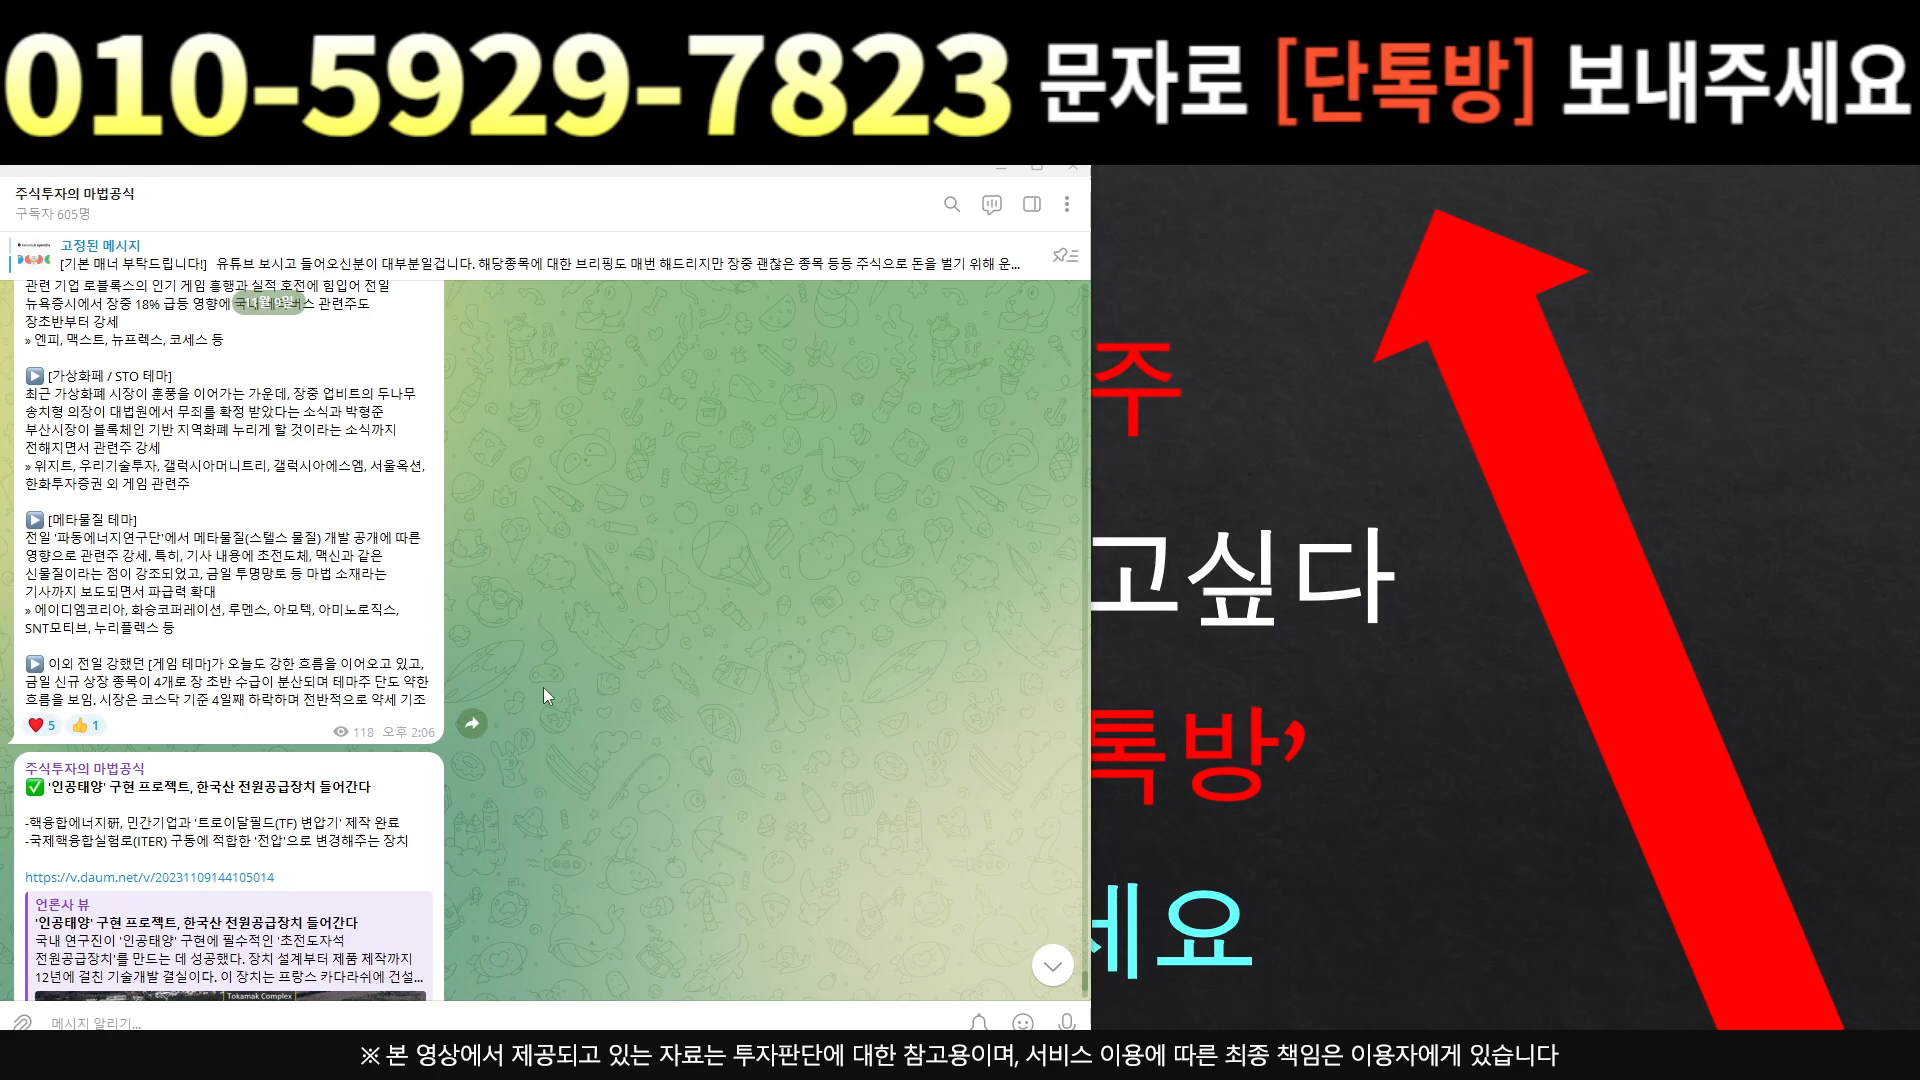 010-5929-7823 문자로 [단톡방] 보내주세요
주식투자의 마법공식
구독자 605명
고정된 메시지
[기본 매너 부탁드립니다!] 유튜브 보시고 들어오신분이 대부분일겁니다. 해당종목에 대한 브리핑도 매번 해드리지만 장중 괜찮은 종목 등등 주식으로 돈을 벌기 위해 운...
관련 기업 로블록스의 인기 게임 흥행과 실적 호전에 힘입어 전일
뉴욕증시에서 장중 18% 급등 영향에 국내 메타버스 관련주도
11월 9일
장초반부터 강세
» 엔피, 맥스트, 뉴프렉스, 코세스 등
[가상화페 / STO 테마]
최근 가상화폐 시장이 훈풍을 이어가는 가운데, 장중 업비트의 두나무
송치형 의장이 대법원에서 무죄를 확정 받았다는 소식과 박형준
부산시장이 블록체인 기반 지역화폐 누리게 할 것이라는 소식까지
전해지면서 관련주 강세
» 위지트, 우리기술투자, 갤럭시아머니트리, 갤럭시아에스엠, 서울옥션,
한화투자증권 외 게임 관련주
[메타물질 테마]
전일 '파동에너지연구단'에서 메타물질(스텔스 물질) 개발 공개에 따른
영향으로 관련주 강세. 특히, 기사 내용에 초전도체, 맥신과 같은
신물질이라는 점이 강조되었고, 금일 투명망토 등 마법 소재라는
기사까지 보도되면서 파급력 확대
» 에이디엠코리아, 화승코퍼레이션, 루멘스, 아모텍, 아미노로직스,
SNT모티브, 누리플렉스 등
이외 전일 강했던 [게임 테마]가 오늘도 강한 흐름을 이어오고 있고,
금일 신규 상장 종목이 4개로 장 초반 수급이 분산되며 테마주 단도 약한
흐름을 보임. 시장은 코스닥 기준 4일째 하락하며 전반적으로 약세 기조
5 1 118 오후 2:06
주식투자의 마법공식
'인공태양' 구현 프로젝트, 한국산 전원공급장치 들어간다
-핵융합에너지硏, 민간기업과 '트로이달필드(TF) 변압기' 제작 완료
-국제핵융합실험로(ITER) 구동에 적합한 '전압'으로 변경해주는 장치
https://v.daum.net/v/20231109144105014
언론사 뷰
'인공태양' 구현 프로젝트, 한국산 전원공급장치 들어간다
국내 연구진이 '인공태양' 구현에 필수적인 '초전도자석
전원공급장치'를 만드는 데 성공했다. 장치 설계부터 제품 제작까지
12년에 걸친 기술개발 결실이다. 이 장치는 프랑스 카다라쉬에 건설...
Tokamak Complex
메시지 알리기...
주
고싶다
톡방’
세요
※ 본 영상에서 제공되고 있는 자료는 투자판단에 대한 참고용이며, 서비스 이용에 따른 최종 책임은 이용자에게 있습니다